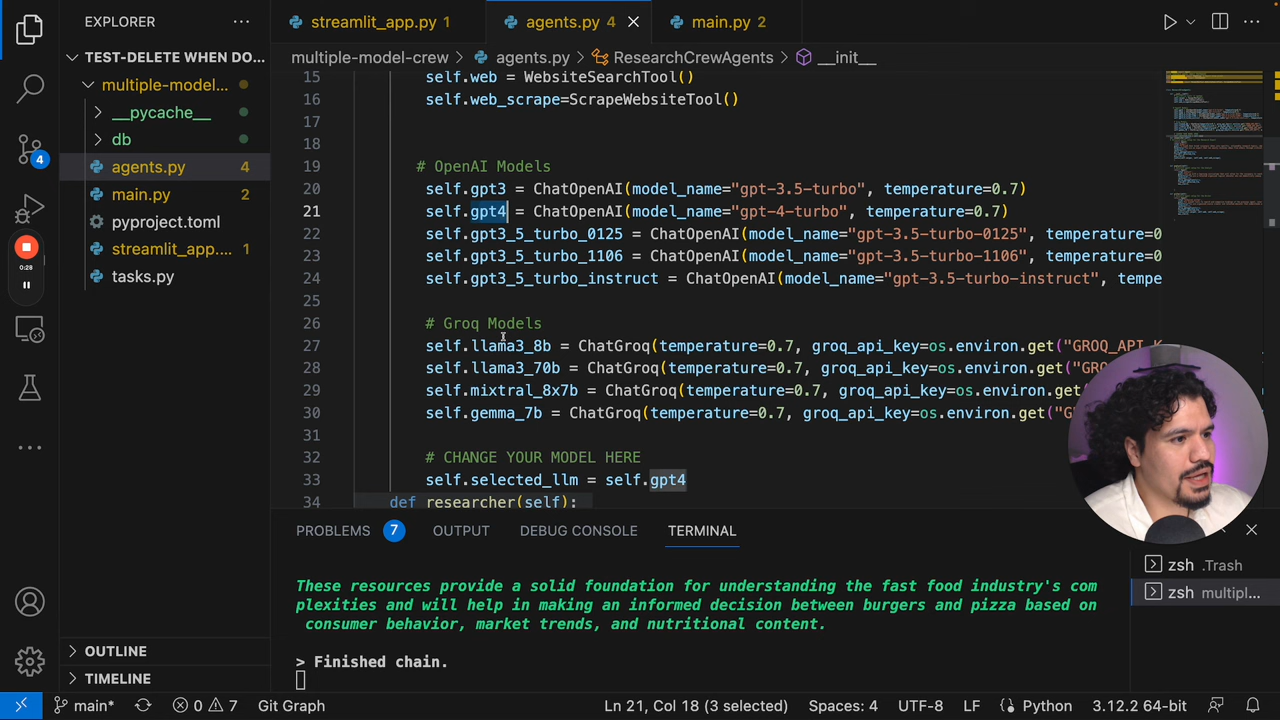 EXPLORER
streamlit_app.py 1
agents.py 4
main.py 2
TEST-DELETE WHEN DO...
multiple-model...
__pycache__
db
agents.py 4
main.py
pyproject.toml
streamlit_app.... 1
tasks.py
OUTLINE
TIMELINE
4
0:28
multiple-model-crew > agents.py > ResearchCrewAgents > __init__
15 self.web = WebsiteSearchTool()
16 self.web_scrape=ScrapeWebsiteTool()
17
18
19 # OpenAI Models
20 self.gpt3 = ChatOpenAI(model_name="gpt-3.5-turbo", temperature=0.7)
21 self.gpt4 = ChatOpenAI(model_name="gpt-4-turbo", temperature=0.7)
22 self.gpt3_5_turbo_0125 = ChatOpenAI(model_name="gpt-3.5-turbo-0125", temperature=0
23 self.gpt3_5_turbo_1106 = ChatOpenAI(model_name="gpt-3.5-turbo-1106", temperature=0
24 self.gpt3_5_turbo_instruct = ChatOpenAI(model_name="gpt-3.5-turbo-instruct", tempe
25
26 # Groq Models
27 self.llama3_8b = ChatGroq(temperature=0.7, groq_api_key=os.environ.get("GROQ_API_K
28 self.llama3_70b = ChatGroq(temperature=0.7, groq_api_key=os.environ.get("G
29 self.mixtral_8x7b = ChatGroq(temperature=0.7, groq_api_key=os.environ.get(
30 self.gemma_7b = ChatGroq(temperature=0.7, groq_api_key=os.environ.get("G
31
32 # CHANGE YOUR MODEL HERE
33 self.selected_llm = self.gpt4
34 def researcher(self):
PROBLEMS 7 OUTPUT DEBUG CONSOLE TERMINAL
These resources provide a solid foundation for understanding the fast food industry's com
plexities and will help in making an informed decision between burgers and pizza based on
consumer behavior, market trends, and nutritional content.
> Finished chain.
zsh .Trash
zsh multipl...
main* 0 7 Git Graph Ln 21, Col 18 (3 selected) Spaces: 4 UTF-8 LF Python 3.12.2 64-bit